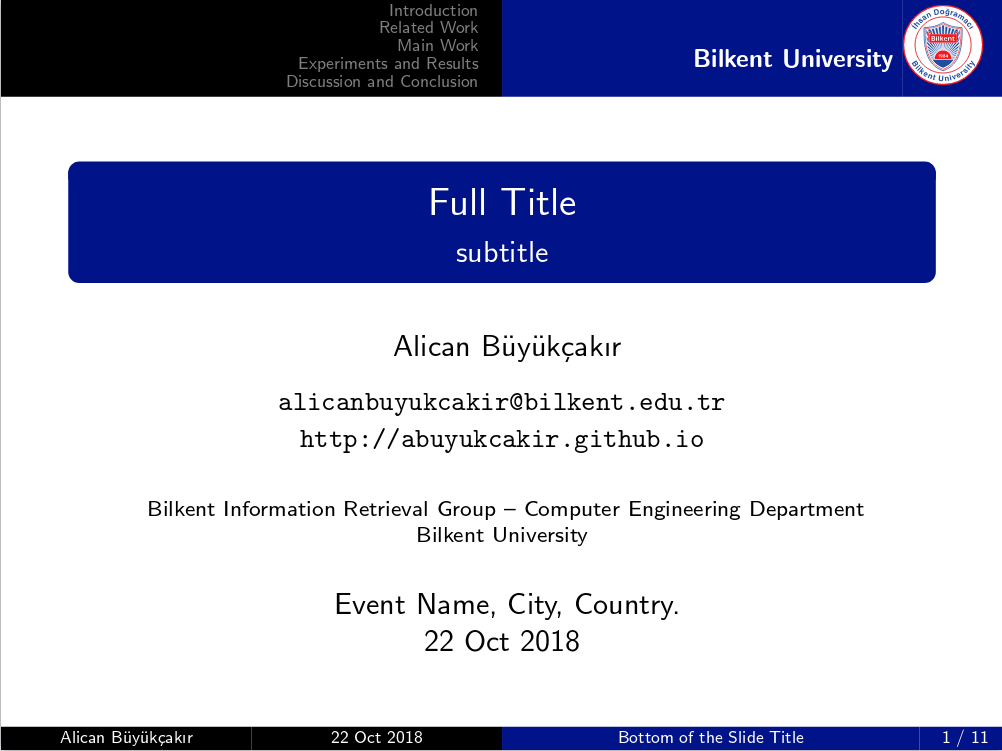 Introduction
Related Work
Main Work
Experiments and Results
Discussion and Conclusion
Bilkent University
İhsan Doğramacı
Bilkent
1984
Bilkent University
Full Title
subtitle
Alican Büyükçakır
alicanbuyukcakir@bilkent.edu.tr
http://abuyukcakir.github.io
Bilkent Information Retrieval Group – Computer Engineering Department
Bilkent University
Event Name, City, Country.
22 Oct 2018
Alican Büyükçakır
22 Oct 2018
Bottom of the Slide Title
1 / 11